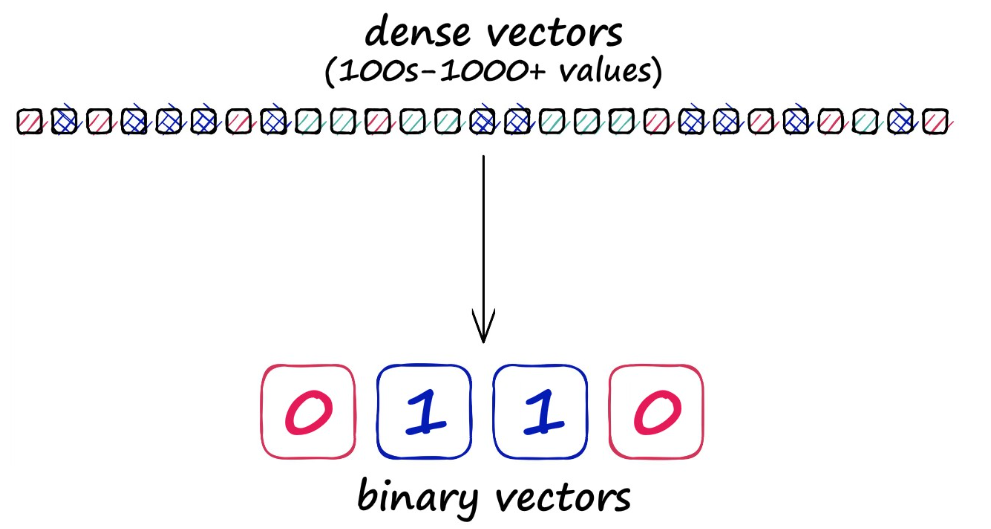 dense vectors
(100s-1000+ values)
0 1 1 0
binary vectors